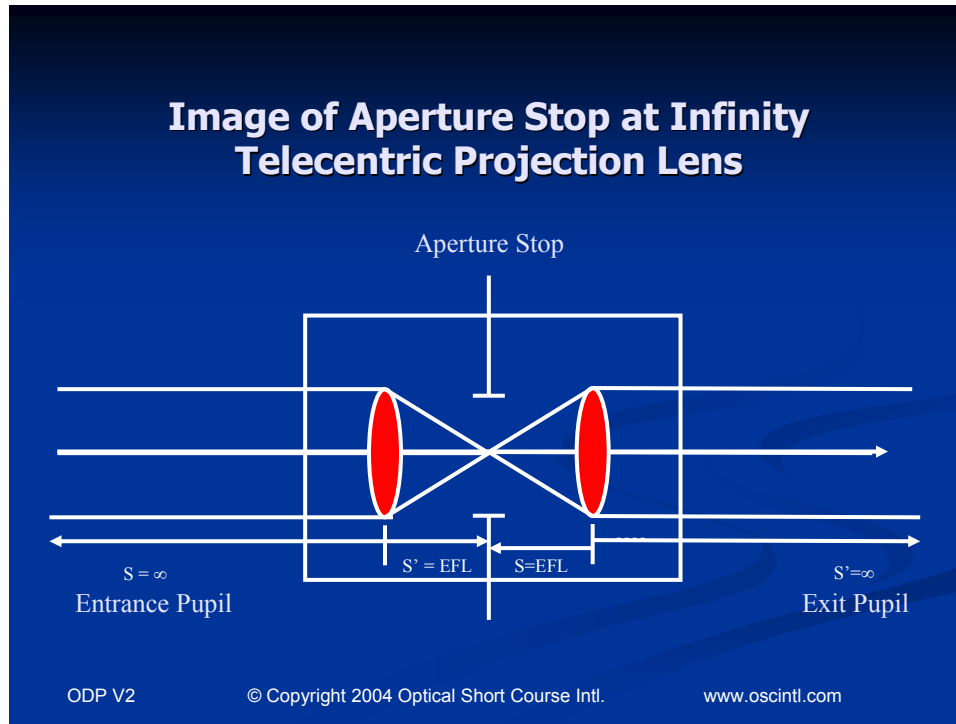 Image of Aperture Stop at Infinity
Telecentric Projection Lens
Aperture Stop
S' = EFL
S=EFL
S = ∞
S'=∞
Entrance Pupil
Exit Pupil
ODP V2
© Copyright 2004 Optical Short Course Intl.
www.oscintl.com